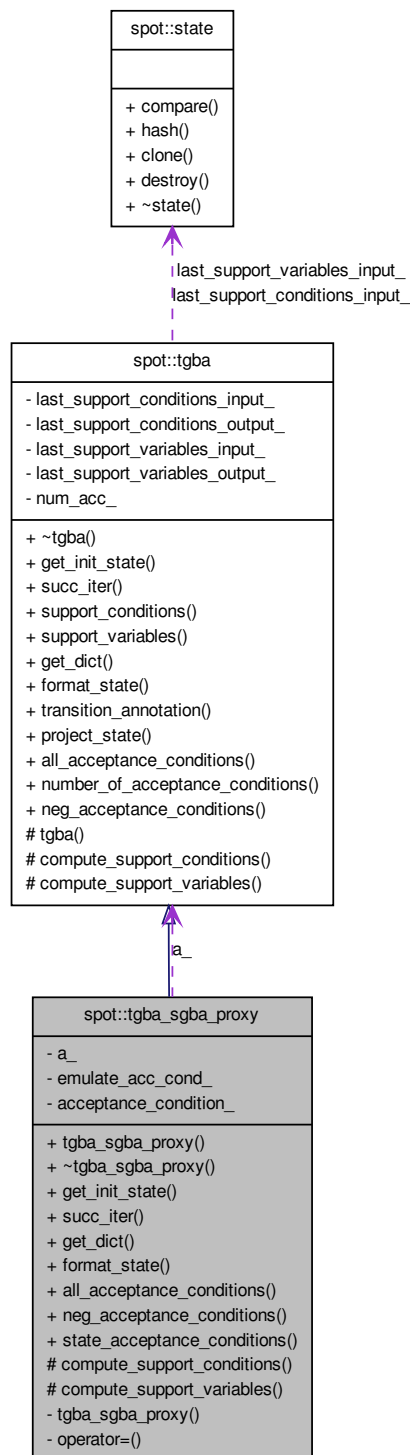 spot::state
+ compare()
+ hash()
+ clone()
+ destroy()
+ ~state()
last_support_variables_input_
last_support_conditions_input_
spot::tgba
- last_support_conditions_input_
- last_support_conditions_output_
- last_support_variables_input_
- last_support_variables_output_
- num_acc_
+ ~tgba()
+ get_init_state()
+ succ_iter()
+ support_conditions()
+ support_variables()
+ get_dict()
+ format_state()
+ transition_annotation()
+ project_state()
+ all_acceptance_conditions()
+ number_of_acceptance_conditions()
+ neg_acceptance_conditions()
# tgba()
# compute_support_conditions()
# compute_support_variables()
a_
spot::tgba_sgba_proxy
- a_
- emulate_acc_cond_
- acceptance_condition_
+ tgba_sgba_proxy()
+ ~tgba_sgba_proxy()
+ get_init_state()
+ succ_iter()
+ get_dict()
+ format_state()
+ all_acceptance_conditions()
+ neg_acceptance_conditions()
+ state_acceptance_conditions()
# compute_support_conditions()
# compute_support_variables()
- tgba_sgba_proxy()
- operator=()